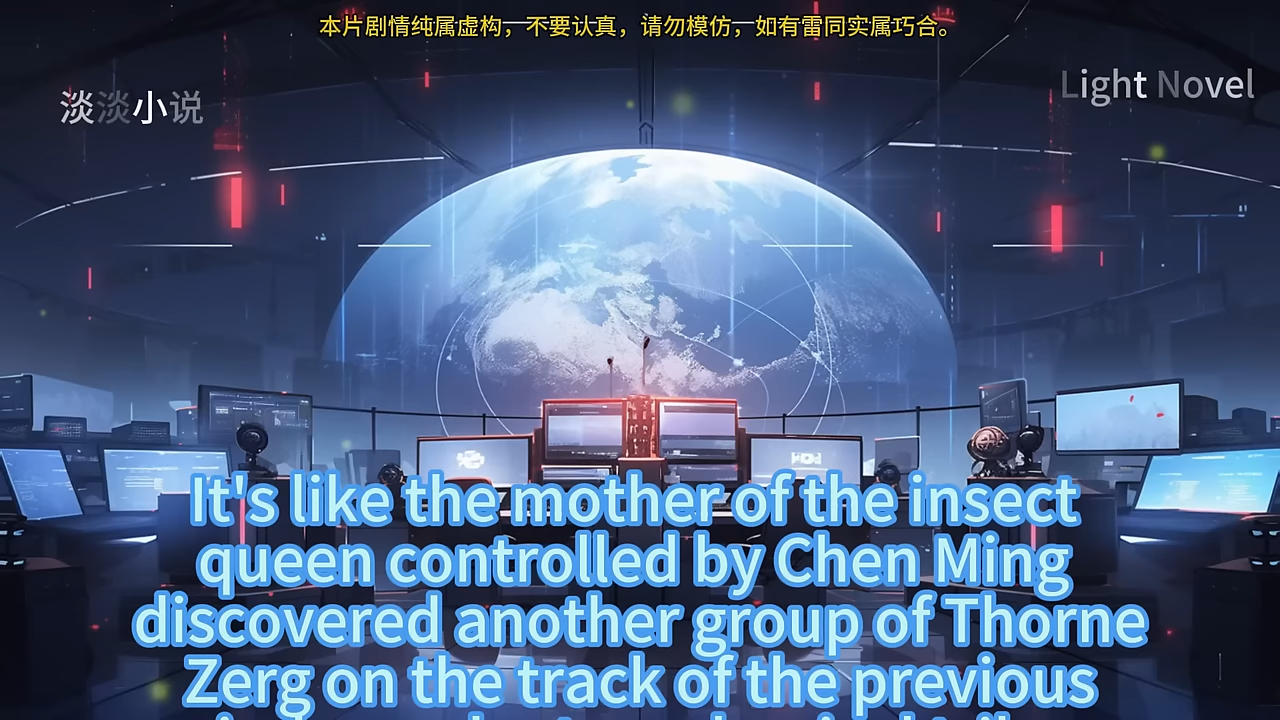 本片剧情纯属虚构，不要认真，请勿模仿，如有雷同实属巧合。
淡淡小说
Light Novel
It's like the mother of the insect
queen controlled by Chen Ming
discovered another group of Thorne
Zerg on the track of the previous